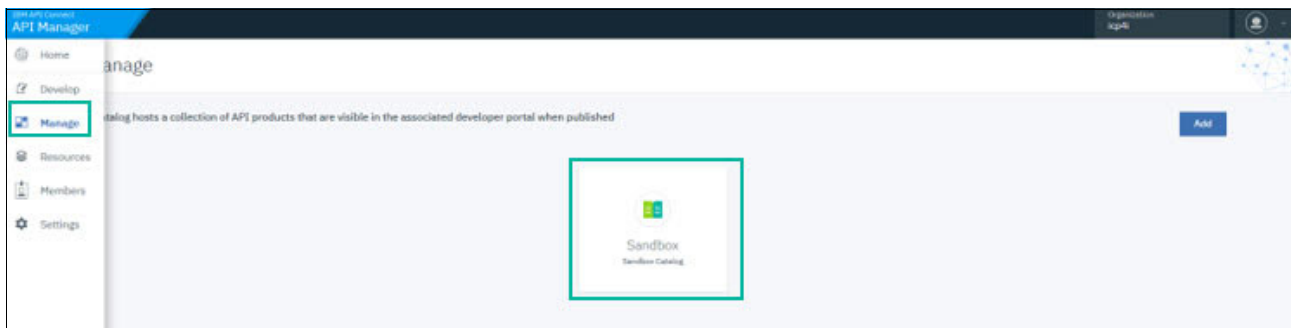 IBM API Connect
API Manager
Organization
icp4i
Home
anage
Develop
Manage
talog hosts a collection of API products that are visible in the associated developer portal when published
Add
Resources
Members
Settings
Sandbox
Sandbox Catalog